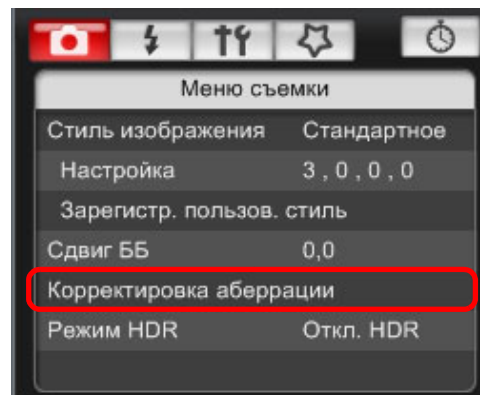 Меню съемки
Стиль изображения Стандартное
Настройка 3 , 0 , 0 , 0
Зарегистр. пользов. стиль
Сдвиг ББ 0,0
Корректировка аберрации
Режим HDR Откл. HDR